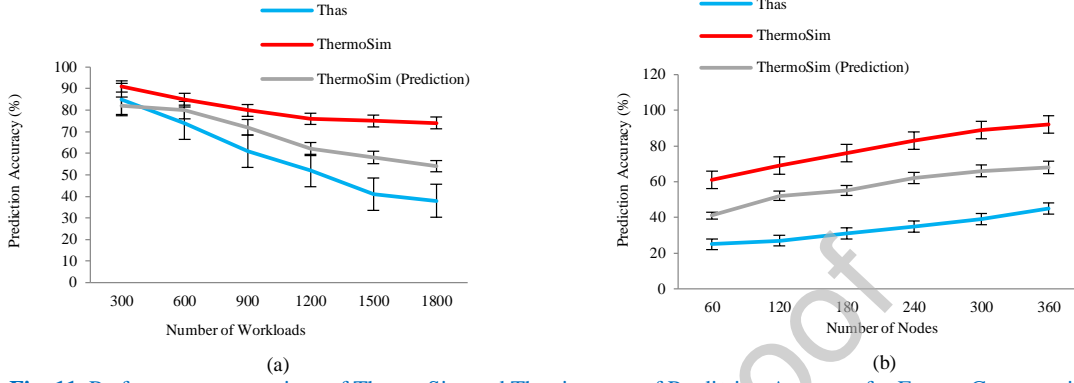 Thas
ThermoSim
ThermoSim (Prediction)
Prediction Accuracy (%)
100
90
80
70
60
50
40
30
20
10
0
300 600 900 1200 1500 1800
Number of Workloads
(a)
Thas
ThermoSim
ThermoSim (Prediction)
Prediction Accuracy (%)
120
100
80
60
40
20
0
60 120 180 240 300 360
Number of Nodes
(b)
oof